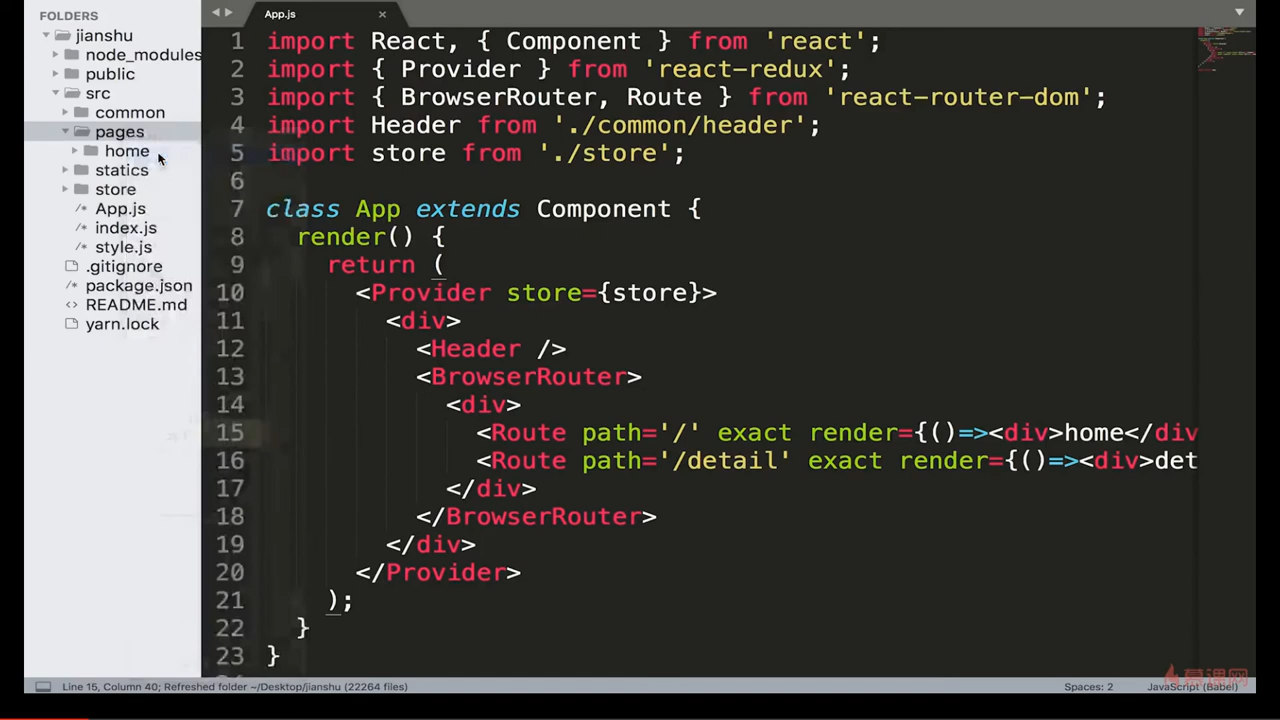 FOLDERS
jianshu
node_modules
public
src
common
pages
home
statics
store
App.js
index.js
style.js
.gitignore
package.json
README.md
yarn.lock
App.js
1 import React, { Component } from 'react';
2 import { Provider } from 'react-redux';
3 import { BrowserRouter, Route } from 'react-router-dom';
4 import Header from './common/header';
5 import store from './store';
6
7 class App extends Component {
8 render() {
9 return (
10 <Provider store={store}>
11 <div>
12 <Header />
13 <BrowserRouter>
14 <div>
15 <Route path='/' exact render={()=><div>home</div
16 <Route path='/detail' exact render={()=><div>det
17 </div>
18 </BrowserRouter>
19 </div>
20 </Provider>
21 );
22 }
23 }
Line 15, Column 40; Refreshed folder ~/Desktop/jianshu (22264 files)
Spaces: 2
JavaScript (Babel)
慕课网